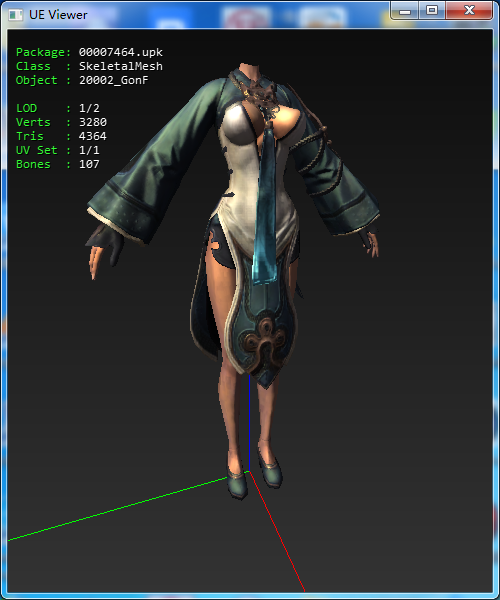 UE Viewer
Package: 00007464.upk
Class : SkeletalMesh
Object : 20002_GonF
LOD : 1/2
Verts : 3280
Tris : 4364
UV Set : 1/1
Bones : 107